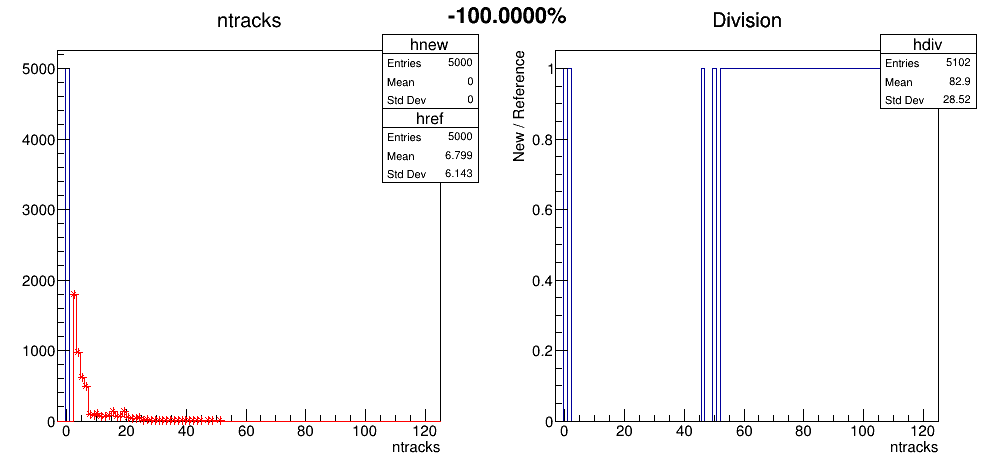 -100.0000%
ntracks
hnew
Entries 5000
Mean 0
Std Dev 0
href
Entries 5000
Mean 6.799
Std Dev 6.143
5000
4000
3000
2000
1000
0
0 20 40 60 80 100 120
ntracks
Division
hdiv
Entries 5102
Mean 82.9
Std Dev 28.52
New / Reference
1
0.8
0.6
0.4
0.2
0
0 20 40 60 80 100 120
ntracks